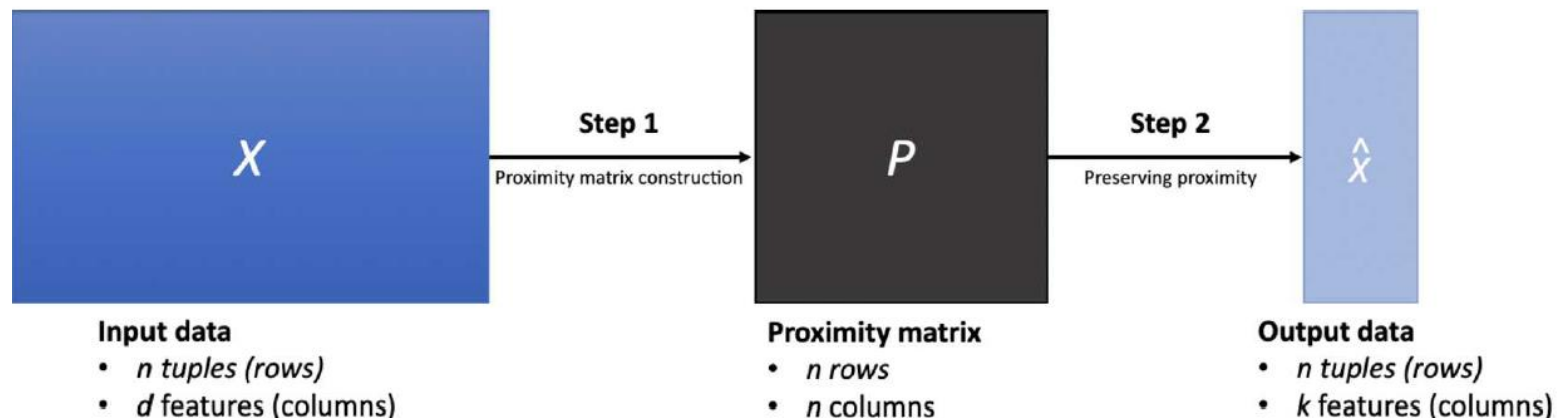 X
Step 1
Proximity matrix construction
P
Step 2
Preserving proximity
X̂
Input data
• n tuples (rows)
• d features (columns)
Proximity matrix
• n rows
• n columns
Output data
• n tuples (rows)
• k features (columns)